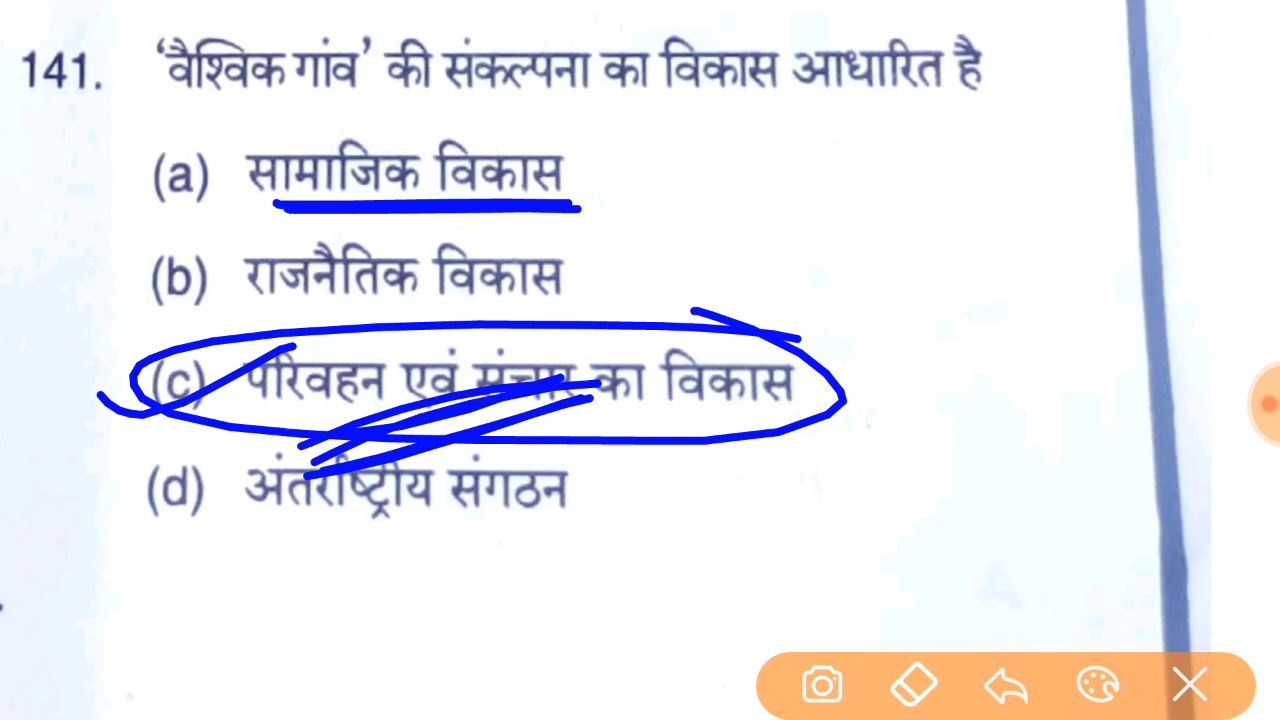 141. ‘वैश्विक गांव’ की संकल्पना का विकास आधारित है
(a) सामाजिक विकास
(b) राजनैतिक विकास
(c) परिवहन एवं संचार का विकास
(d) अंतर्राष्ट्रीय संगठन